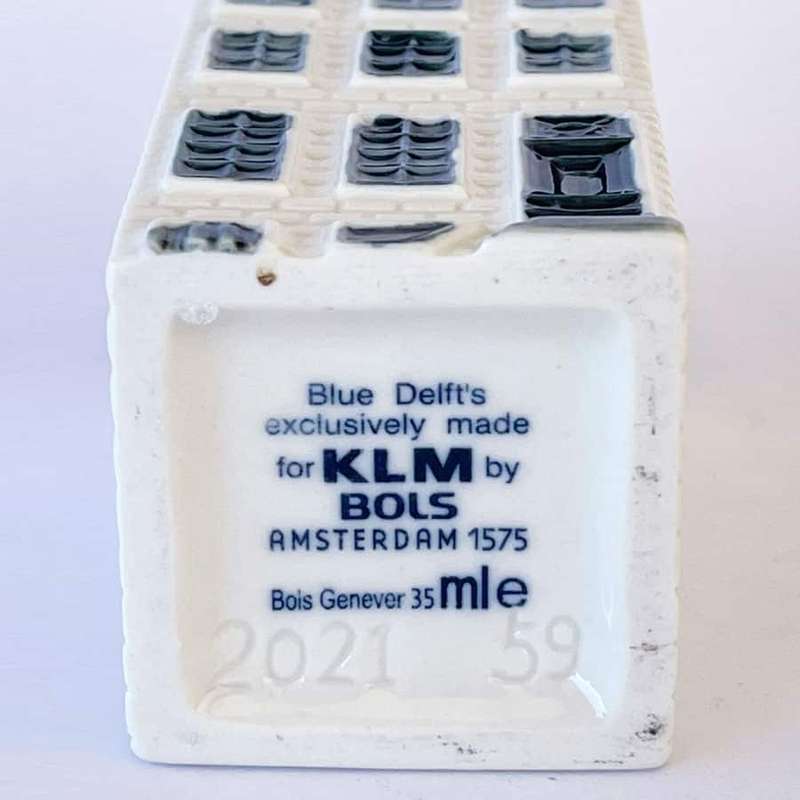 Blue Delft's
exclusively made
for KLM by
BOLS
AMSTERDAM 1575
Bols Genever 35 ml e
2021 59